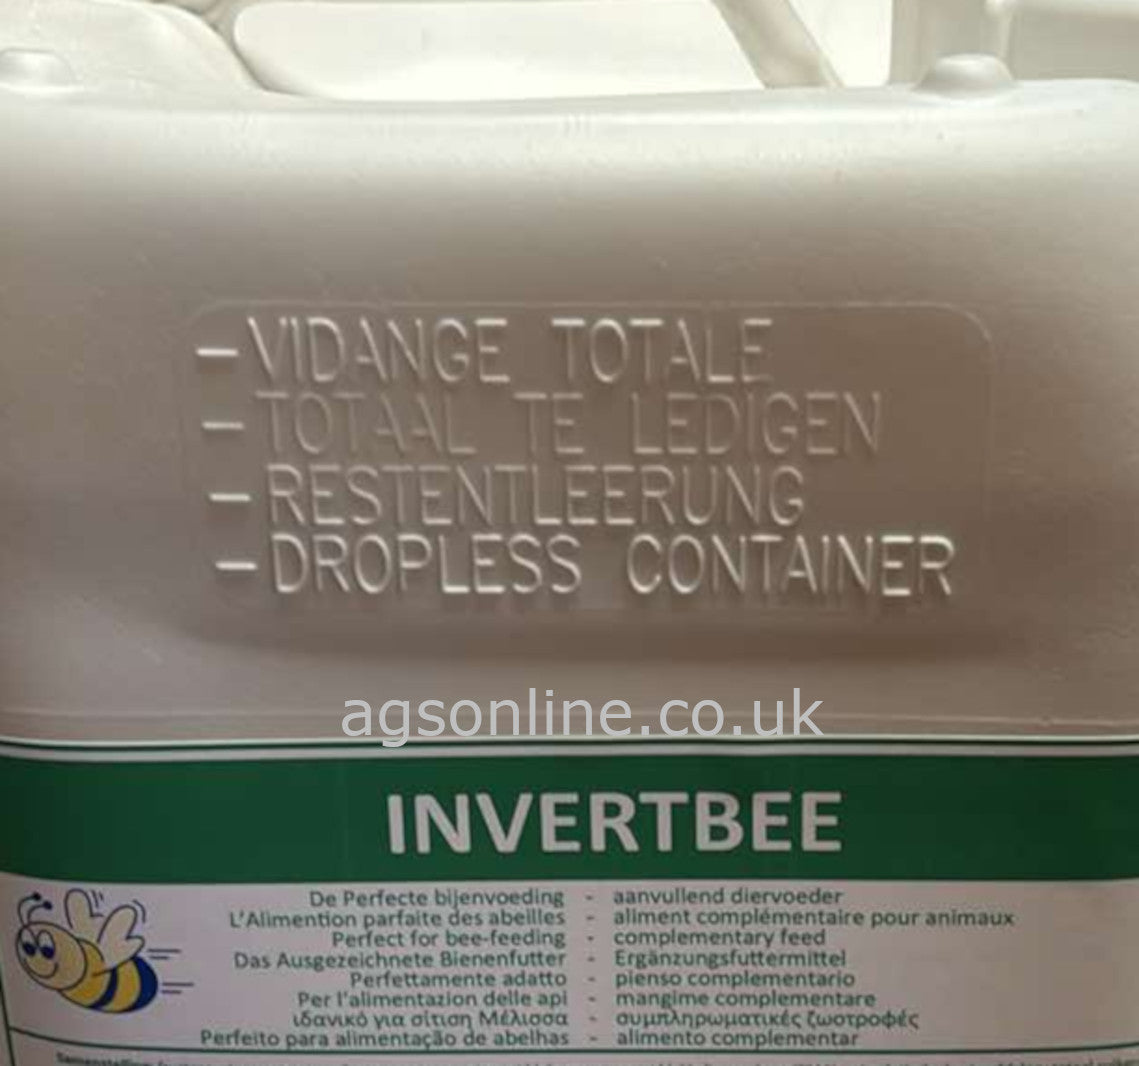 -VIDANGE TOTALE
-TOTAAL TE LEDIGEN
-RESTENTLEERUNG
-DROPLESS CONTAINER
agsonline.co.uk
INVERTBEE
De Perfecte bijenvoeding - aanvullend diervoeder
L'Alimention parfaite des abeilles - aliment complémentaire pour animaux
Perfect for bee-feeding - complementary feed
Das Ausgezeichnete Bienenfutter - Ergänzungsfuttermittel
Perfettamente adatto - pienso complementario
Per l'alimentazion delle api - mangime complementare
ιδανικό για σίτιση Μέλισσα - συμπληρωματικές ζωοτροφές
Perfeito para alimentação de abelhas - alimento complementar